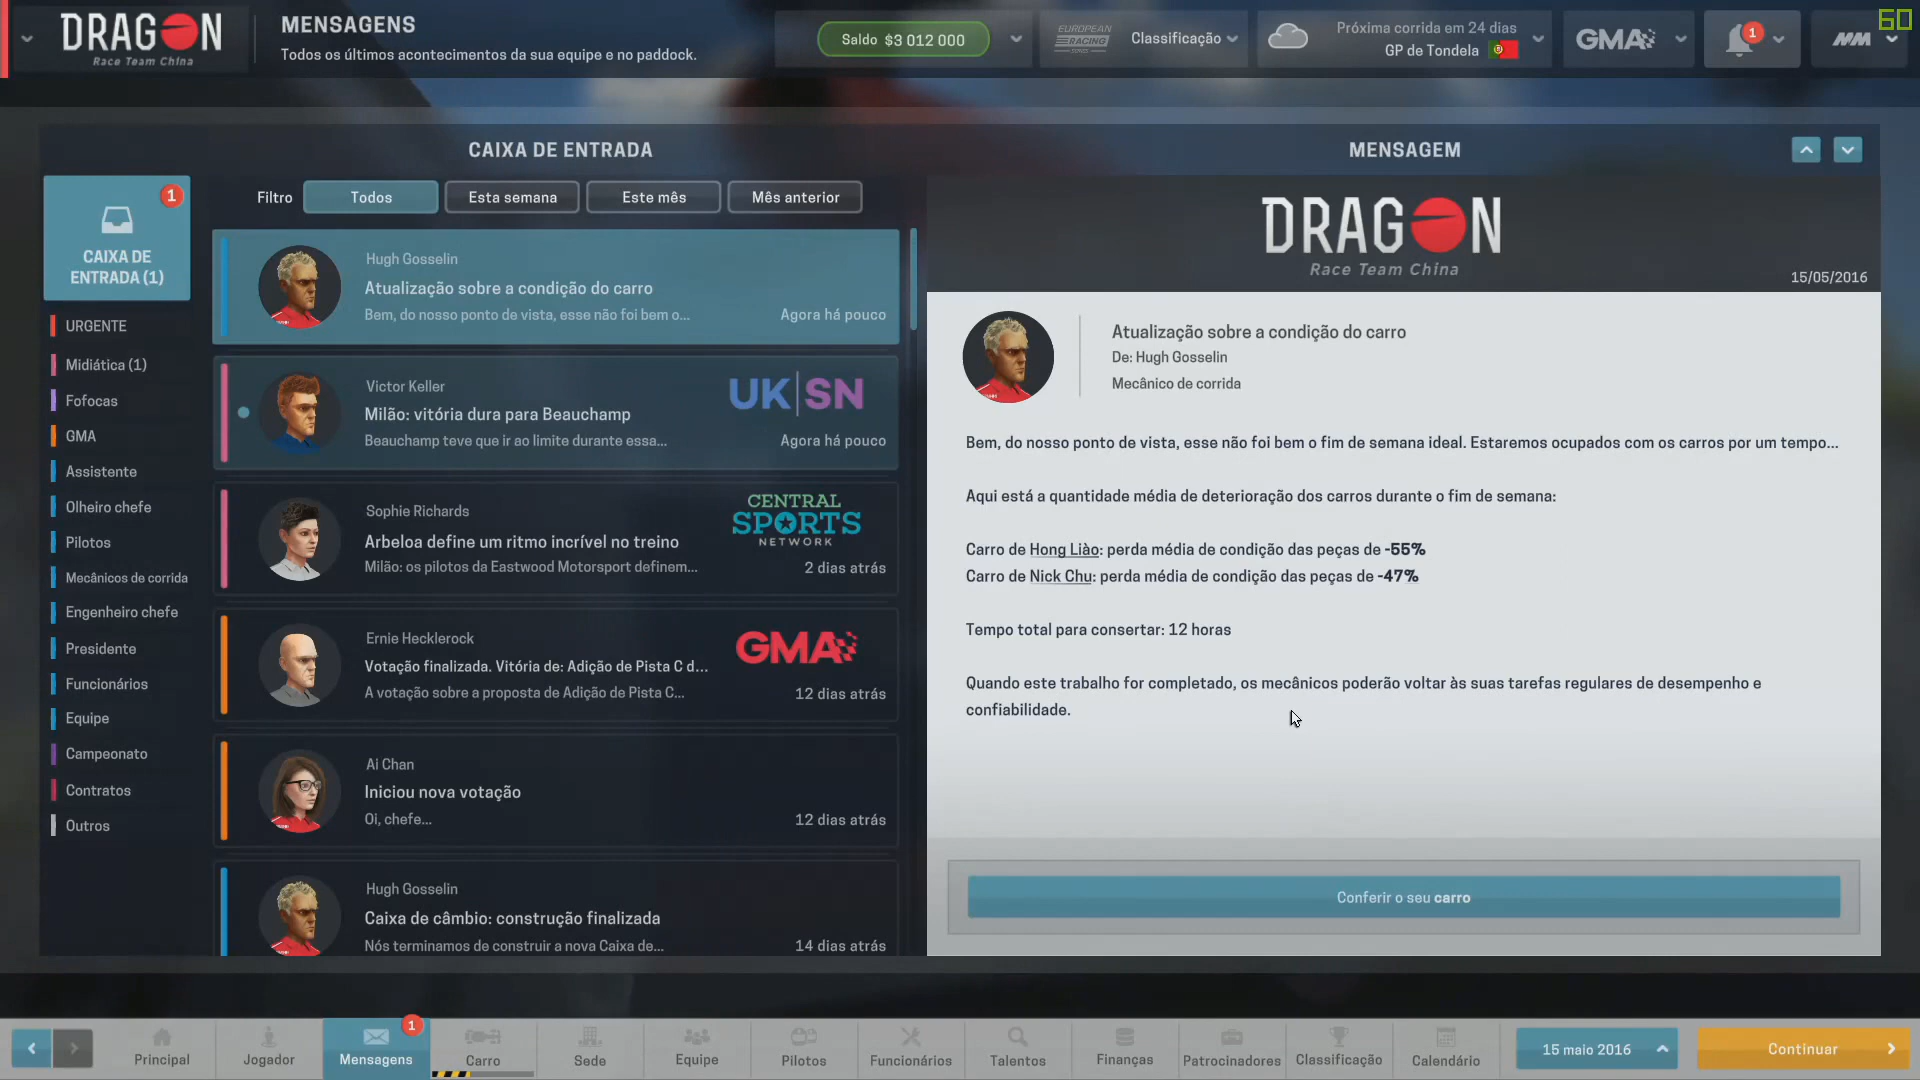 DRAGON
Race Team China
MENSAGENS
Todos os últimos acontecimentos da sua equipe e no paddock.
Saldo $3 012 000
EUROPEAN
RACING
SERIES
Classificação
Próxima corrida em 24 dias
GP de Tondela
GMA
1
60
CAIXA DE ENTRADA
MENSAGEM
1
CAIXA DE
ENTRADA (1)
URGENTE
Midiática (1)
Fofocas
GMA
Assistente
Olheiro chefe
Pilotos
Mecânicos de corrida
Engenheiro chefe
Presidente
Funcionários
Equipe
Campeonato
Contratos
Outros
Filtro
Todos
Esta semana
Este mês
Mês anterior
Hugh Gosselin
Atualização sobre a condição do carro
Bem, do nosso ponto de vista, esse não foi bem o...
Agora há pouco
Victor Keller
UK|SN
Milão: vitória dura para Beauchamp
Beauchamp teve que ir ao limite durante essa...
Agora há pouco
Sophie Richards
CENTRAL
SPORTS
NETWORK
Arbeloa define um ritmo incrível no treino
Milão: os pilotos da Eastwood Motorsport definem...
2 dias atrás
Ernie Hecklerock
GMA
Votação finalizada. Vitória de: Adição de Pista C d...
A votação sobre a proposta de Adição de Pista C...
12 dias atrás
Ai Chan
Iniciou nova votação
Oi, chefe...
12 dias atrás
Hugh Gosselin
Caixa de câmbio: construção finalizada
Nós terminamos de construir a nova Caixa de...
14 dias atrás
DRAGON
Race Team China
15/05/2016
Atualização sobre a condição do carro
De: Hugh Gosselin
Mecânico de corrida
Bem, do nosso ponto de vista, esse não foi bem o fim de semana ideal. Estaremos ocupados com os carros por um tempo...
Aqui está a quantidade média de deterioração dos carros durante o fim de semana:
Carro de Hong Liào: perda média de condição das peças de -55%
Carro de Nick Chu: perda média de condição das peças de -47%
Tempo total para consertar: 12 horas
Quando este trabalho for completado, os mecânicos poderão voltar às suas tarefas regulares de desempenho e
confiabilidade.
Conferir o seu carro
Principal
Jogador
1
Mensagens
Carro
Sede
Equipe
Pilotos
Funcionários
Talentos
Finanças
Patrocinadores
Classificação
Calendário
15 maio 2016
Continuar